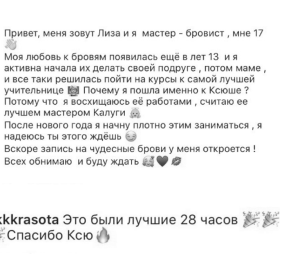 Привет, меня зовут Лиза и я мастер - бровист , мне 17
👋🏻
Моя любовь к бровям появилась ещё в лет 13 и я
активна начала их делать своей подруге , потом маме ,
и все таки решилась пойти на курсы к самой лучшей
учительнице Почему я пошла именно к Ксюше ?
Потому что я восхищаюсь её работами , считаю ее
лучшем мастером Калуги
После нового года я начну плотно этим заниматься , я
надеюсь ты этого ждёшь
Вскоре запись на чудесные брови у меня откроется !
Всех обнимаю и буду ждать 🖤💋
kkkrasota Это были лучшие 28 часов 🎉🎉
🎉Спасибо Ксю🔥